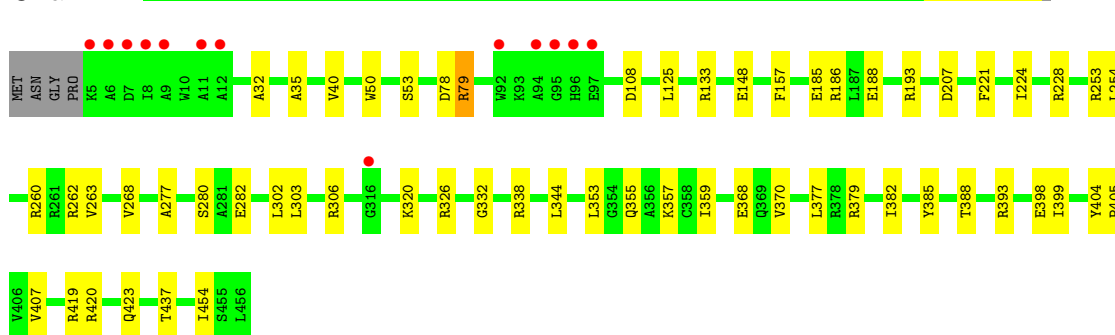 MET ASN GLY PRO K5 A6 D7 I8 A9 W10 A11 A12 A32 A35 V40 W50 S53 D78 R79 W92 K93 A94 G95 H96 E97 D108 L125 R133 E148 F157 E185 R186 L187 E188 R193 D207 F221 I224 R228 R253 L254
R260 R261 R262 V263 V268 A277 S280 A281 E282 L302 L303 R306 G316 K320 R326 G332 R338 L344 L353 G354 Q355 A356 K357 C358 I359 E368 Q369 V370 L377 R378 R379 I382 Y385 T388 R393 E398 I399 Y404
V406 V407 R419 R420 Q423 T437 I454 S455 L456